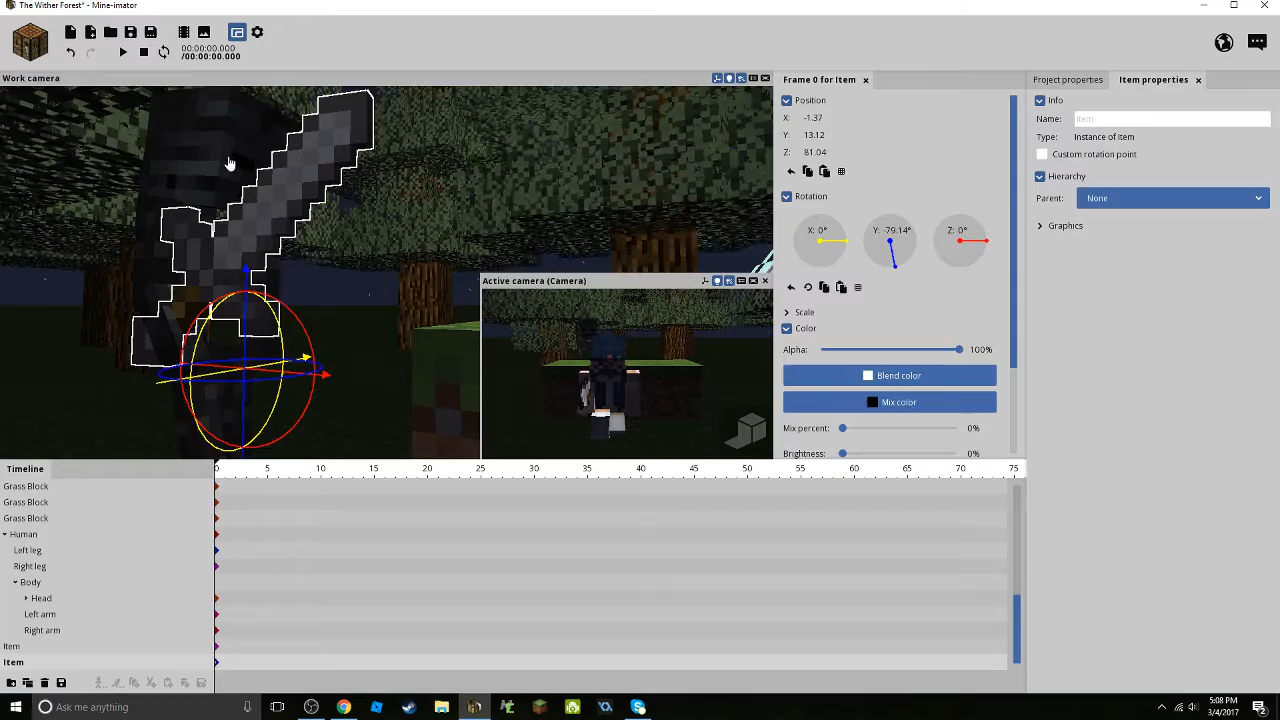 The Wither Forest* - Mine-imator
00:00:00.000
/00:00:00.000
Work camera
Active camera (Camera)
Frame 0 for Item
Position
X: -1.37
Y: 13.12
Z: 81.04
Rotation
X: 0° Y: -79.14° Z: 0°
Scale
Color
Alpha: 100%
Blend color
Mix color
Mix percent: 0%
Brightness: 0%
Project properties Item properties
Info
Name: Item
Type: Instance of Item
Custom rotation point
Hierarchy
Parent: None
Graphics
Timeline 0 5 10 15 20 25 30 35 40 45 50 55 60 65 70 75
Grass Block
Grass Block
Grass Block
Human
Left leg
Right leg
Body
Head
Left arm
Right arm
Item
Item
Ask me anything
5:08 PM
3/4/2017
2